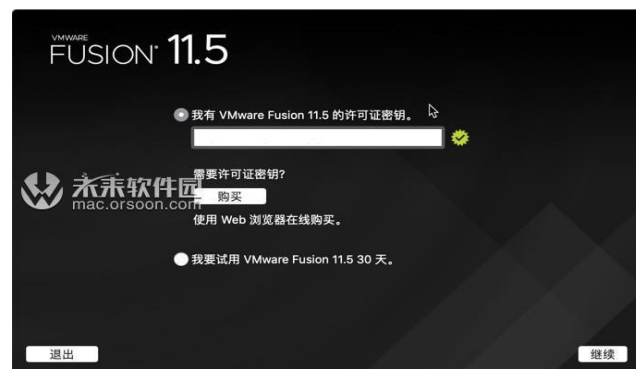 VMWARE
FUSION® 11.5
我有 VMware Fusion 11.5 的许可证密钥。
需要许可证密钥?
未来软件园
购买
mac.orsoon.com
使用 Web 浏览器在线购买。
我要试用 VMware Fusion 11.5 30 天。
退出
继续